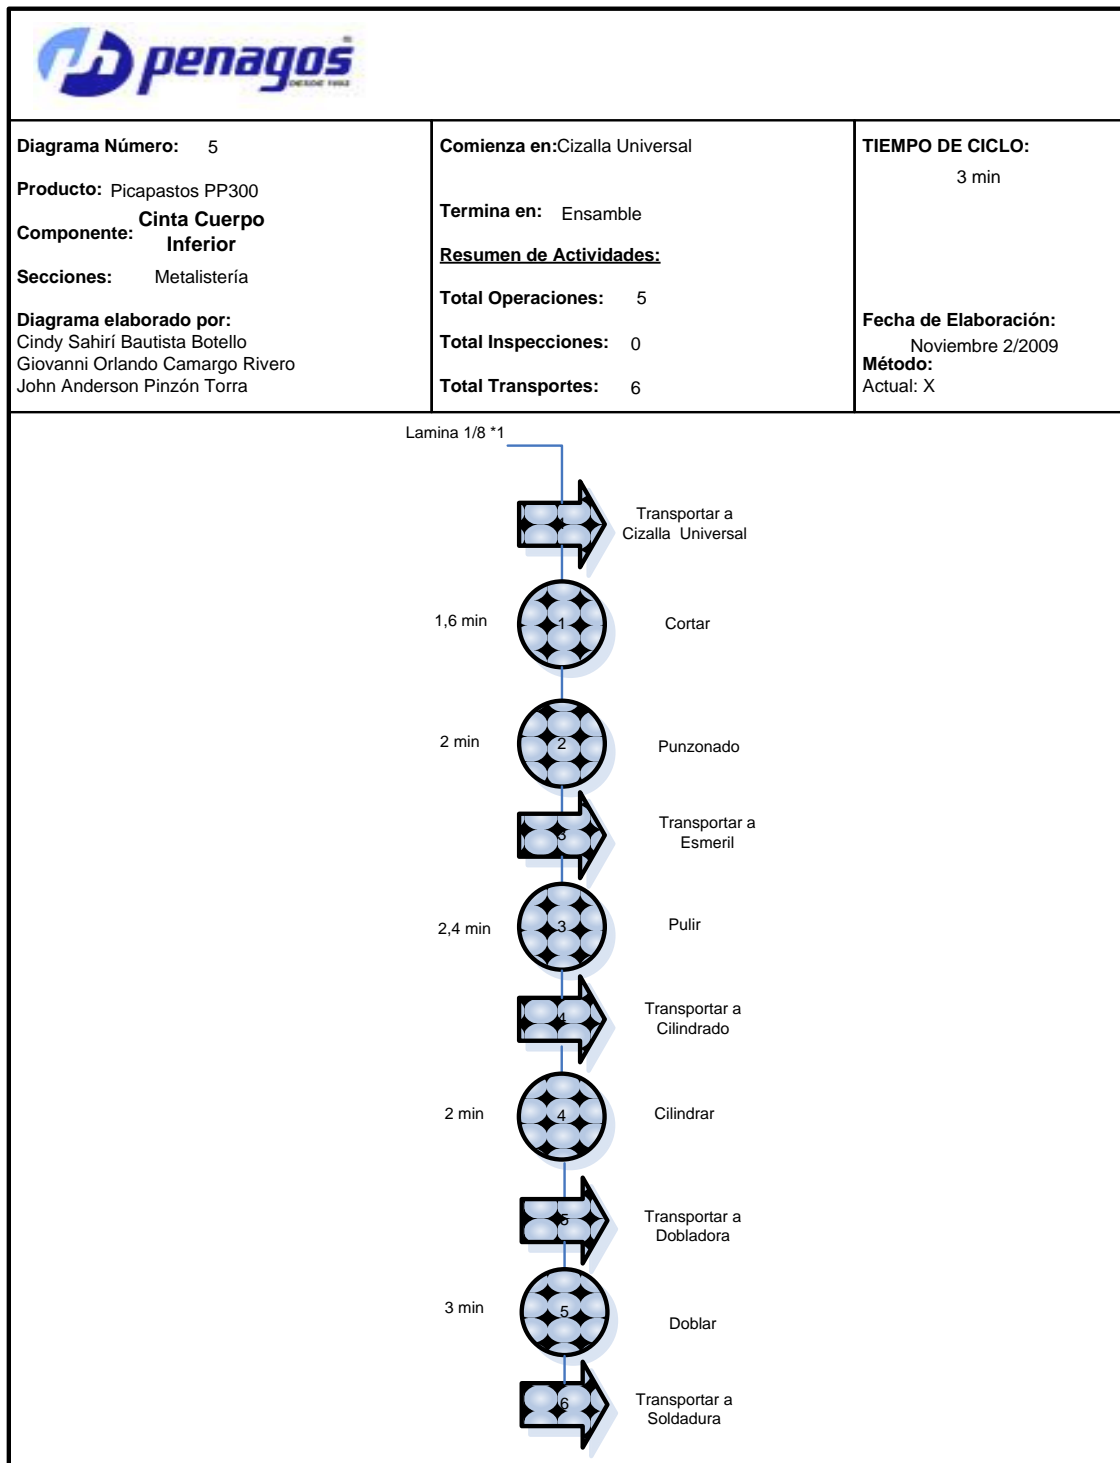 penagos
DESDE 1892
Diagrama Número: 5
Producto: Picapastos PP300
Componente: Cinta Cuerpo
Inferior
Secciones: Metalistería
Diagrama elaborado por:
Cindy Sahirí Bautista Botello
Giovanni Orlando Camargo Rivero
John Anderson Pinzón Torra
Comienza en:Cizalla Universal
Termina en: Ensamble
Resumen de Actividades:
Total Operaciones: 5
Total Inspecciones: 0
Total Transportes: 6
TIEMPO DE CICLO:
3 min
Fecha de Elaboración:
Noviembre 2/2009
Método:
Actual: X
Lamina 1/8 *1
Transportar a
Cizalla Universal
1,6 min 1 Cortar
2 min 2 Punzonado
3 Transportar a
Esmeril
2,4 min 3 Pulir
4 Transportar a
Cilindrado
2 min 4 Cilindrar
5 Transportar a
Dobladora
3 min 5 Doblar
6 Transportar a
Soldadura